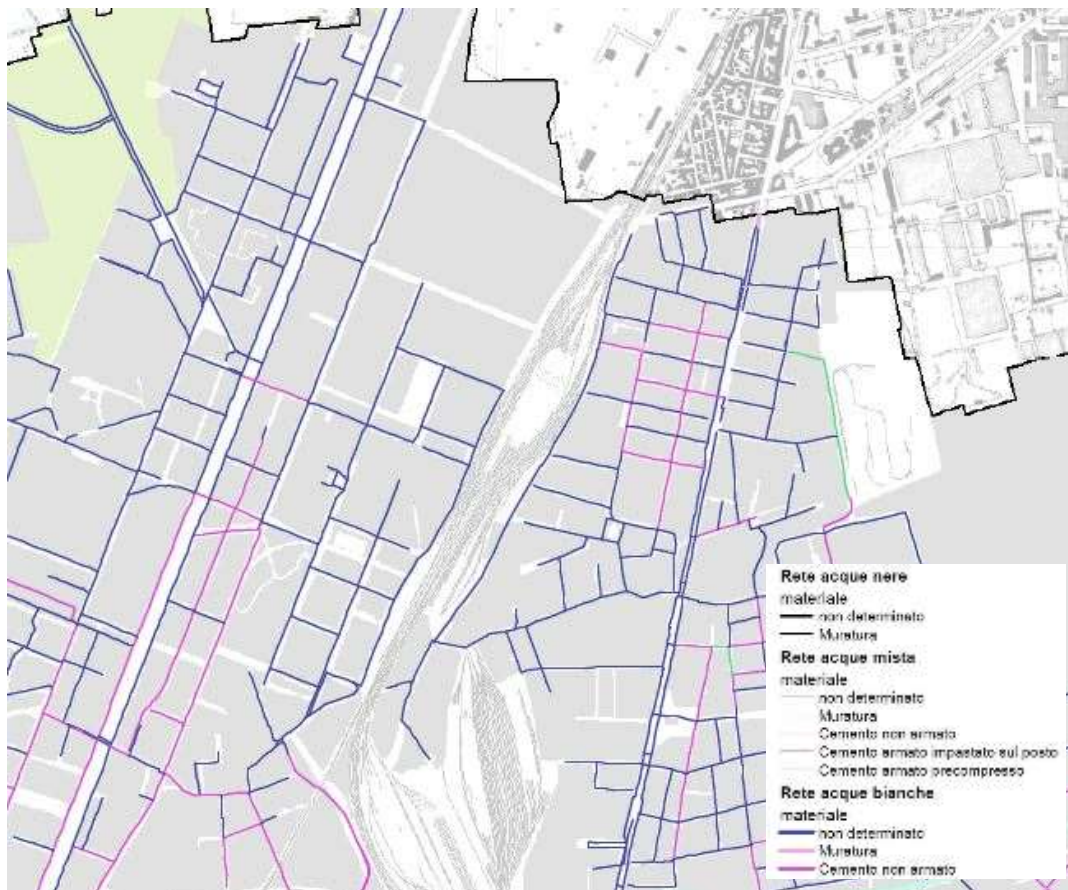 Rete acque nere
materiale
non determinato
Muratura
Rete acque mista
materiale
non determinato
Muratura
Cemento non armato
Cemento armato impastato sul posto
Cemento armato precompresso
Rete acque bianche
materiale
non determinato
Muratura
Cemento non armato